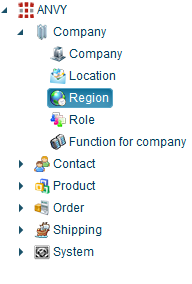 ANVY
Company
Company
Location
Region
Role
Function for company
Contact
Product
Order
Shipping
System